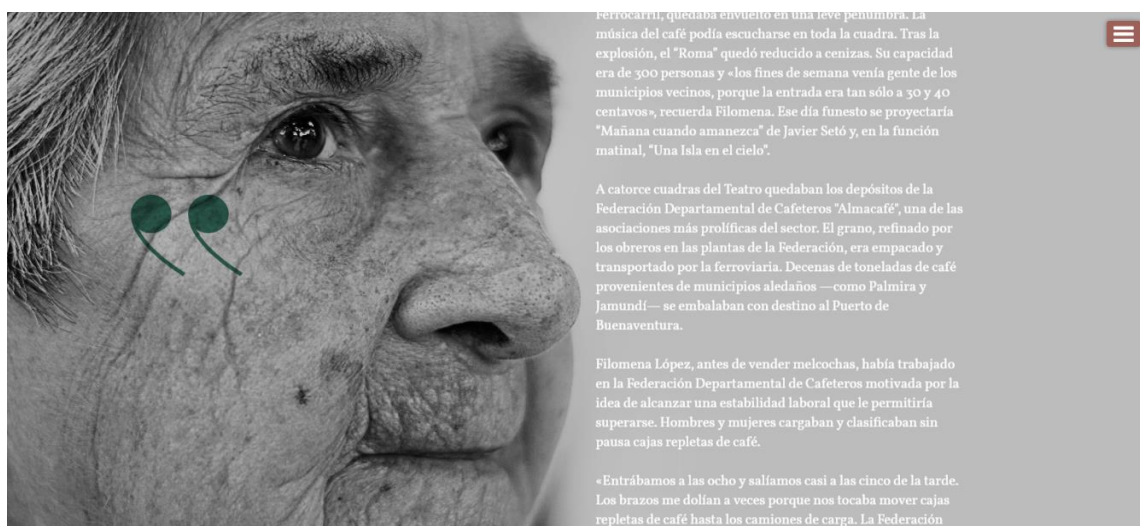 Ferrocarril, quedaba envuelto en una leve penumbra. La
música del café podía escucharse en toda la cuadra. Tras la
explosión, el "Roma" quedó reducido a cenizas. Su capacidad
era de 300 personas y «los fines de semana venía gente de los
municipios vecinos, porque la entrada era tan sólo a 30 y 40
centavos», recuerda Filomena. Ese día funesto se proyectaría
"Mañana cuando amanezca" de Javier Setó y, en la función
matinal, "Una Isla en el cielo".
A catorce cuadras del Teatro quedaban los depósitos de la
Federación Departamental de Cafeteros "Almacafé", una de las
asociaciones más prolíficas del sector. El grano, refinado por
los obreros en las plantas de la Federación, era empacado y
transportado por la ferroviaria. Decenas de toneladas de café
provenientes de municipios aledaños —como Palmira y
Jamundí— se embalaban con destino al Puerto de
Buenaventura.
Filomena López, antes de vender melcochas, había trabajado
en la Federación Departamental de Cafeteros motivada por la
idea de alcanzar una estabilidad laboral que le permitiría
superarse. Hombres y mujeres cargaban y clasificaban sin
pausa cajas repletas de café.
«Entrábamos a las ocho y salíamos casi a las cinco de la tarde.
Los brazos me dolían a veces porque nos tocaba mover cajas
repletas de café hasta los camiones de carga. La Federación